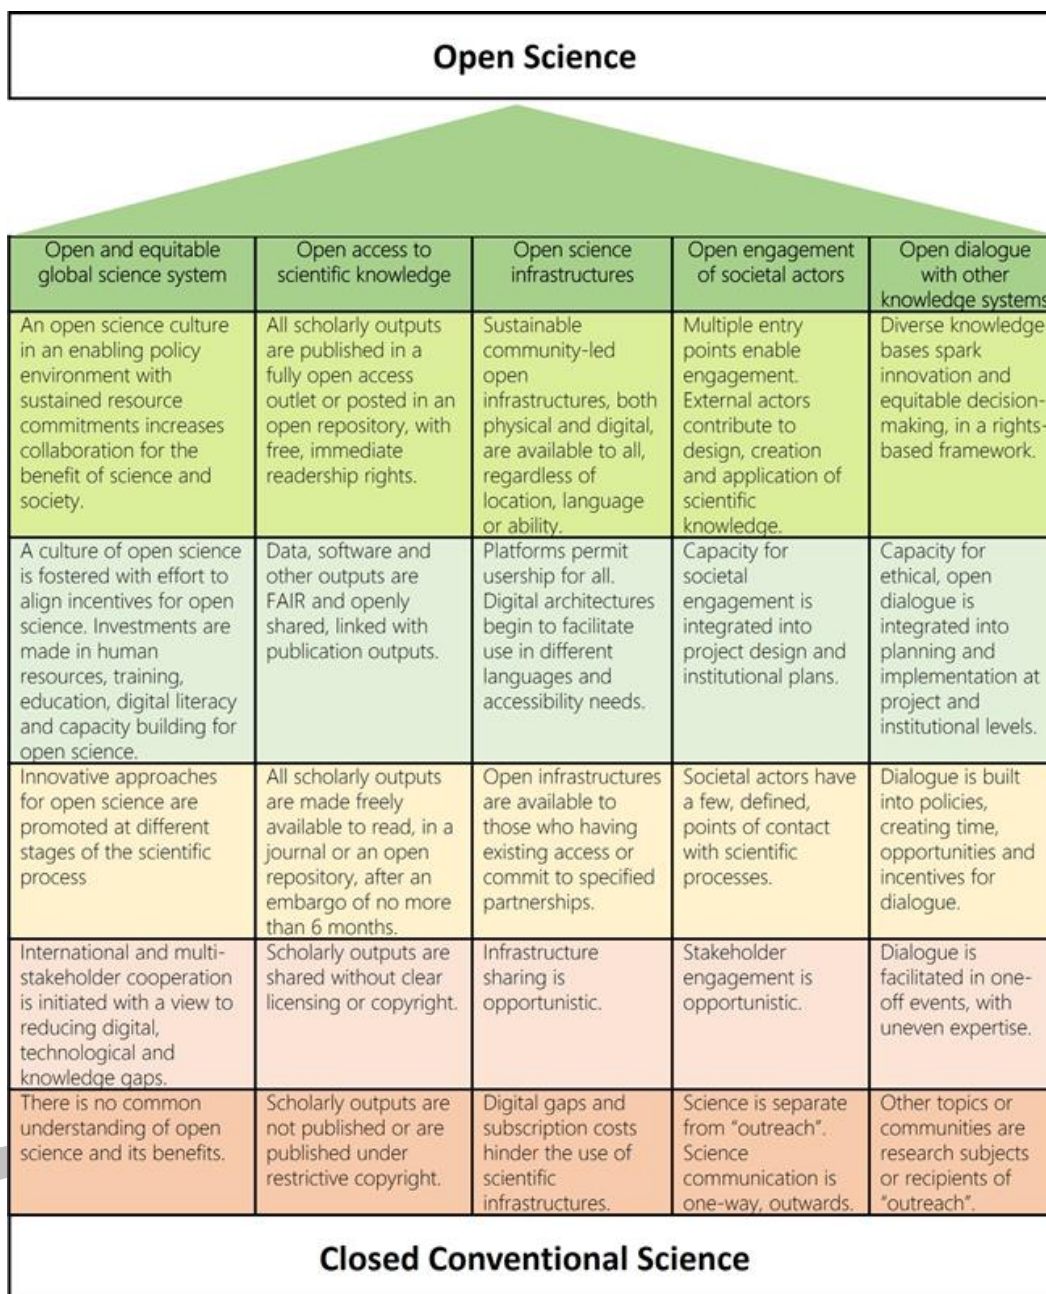 Open Science
Open and equitable
global science system
Open access to
scientific knowledge
Open science
infrastructures
Open engagement
of societal actors
Open dialogue
with other
knowledge systems
An open science culture
in an enabling policy
environment with
sustained resource
commitments increases
collaboration for the
benefit of science and
society.
All scholarly outputs
are published in a
fully open access
outlet or posted in an
open repository, with
free, immediate
readership rights.
Sustainable
community-led
open
infrastructures, both
physical and digital,
are available to all,
regardless of
location, language
or ability.
Multiple entry
points enable
engagement.
External actors
contribute to
design, creation
and application of
scientific
knowledge.
Diverse knowledge
bases spark
innovation and
equitable decision-
making, in a rights-
based framework.
A culture of open science
is fostered with effort to
align incentives for open
science. Investments are
made in human
resources, training,
education, digital literacy
and capacity building for
open science.
Data, software and
other outputs are
FAIR and openly
shared, linked with
publication outputs.
Platforms permit
usership for all.
Digital architectures
begin to facilitate
use in different
languages and
accessibility needs.
Capacity for
societal
engagement is
integrated into
project design and
institutional plans.
Capacity for
ethical, open
dialogue is
integrated into
planning and
implementation at
project and
institutional levels.
Innovative approaches
for open science are
promoted at different
stages of the scientific
process
All scholarly outputs
are made freely
available to read, in a
journal or an open
repository, after an
embargo of no more
than 6 months.
Open infrastructures
are available to
those who having
existing access or
commit to specified
partnerships.
Societal actors have
a few, defined,
points of contact
with scientific
processes.
Dialogue is built
into policies,
creating time,
opportunities and
incentives for
dialogue.
International and multi-
stakeholder cooperation
is initiated with a view to
reducing digital,
technological and
knowledge gaps.
Scholarly outputs are
shared without clear
licensing or copyright.
Infrastructure
sharing is
opportunistic.
Stakeholder
engagement is
opportunistic.
Dialogue is
facilitated in one-
off events, with
uneven expertise.
There is no common
understanding of open
science and its benefits.
Scholarly outputs are
not published or are
published under
restrictive copyright.
Digital gaps and
subscription costs
hinder the use of
scientific
infrastructures.
Science is separate
from "outreach".
Science
communication is
one-way, outwards.
Other topics or
communities are
research subjects
or recipients of
"outreach".
Closed Conventional Science